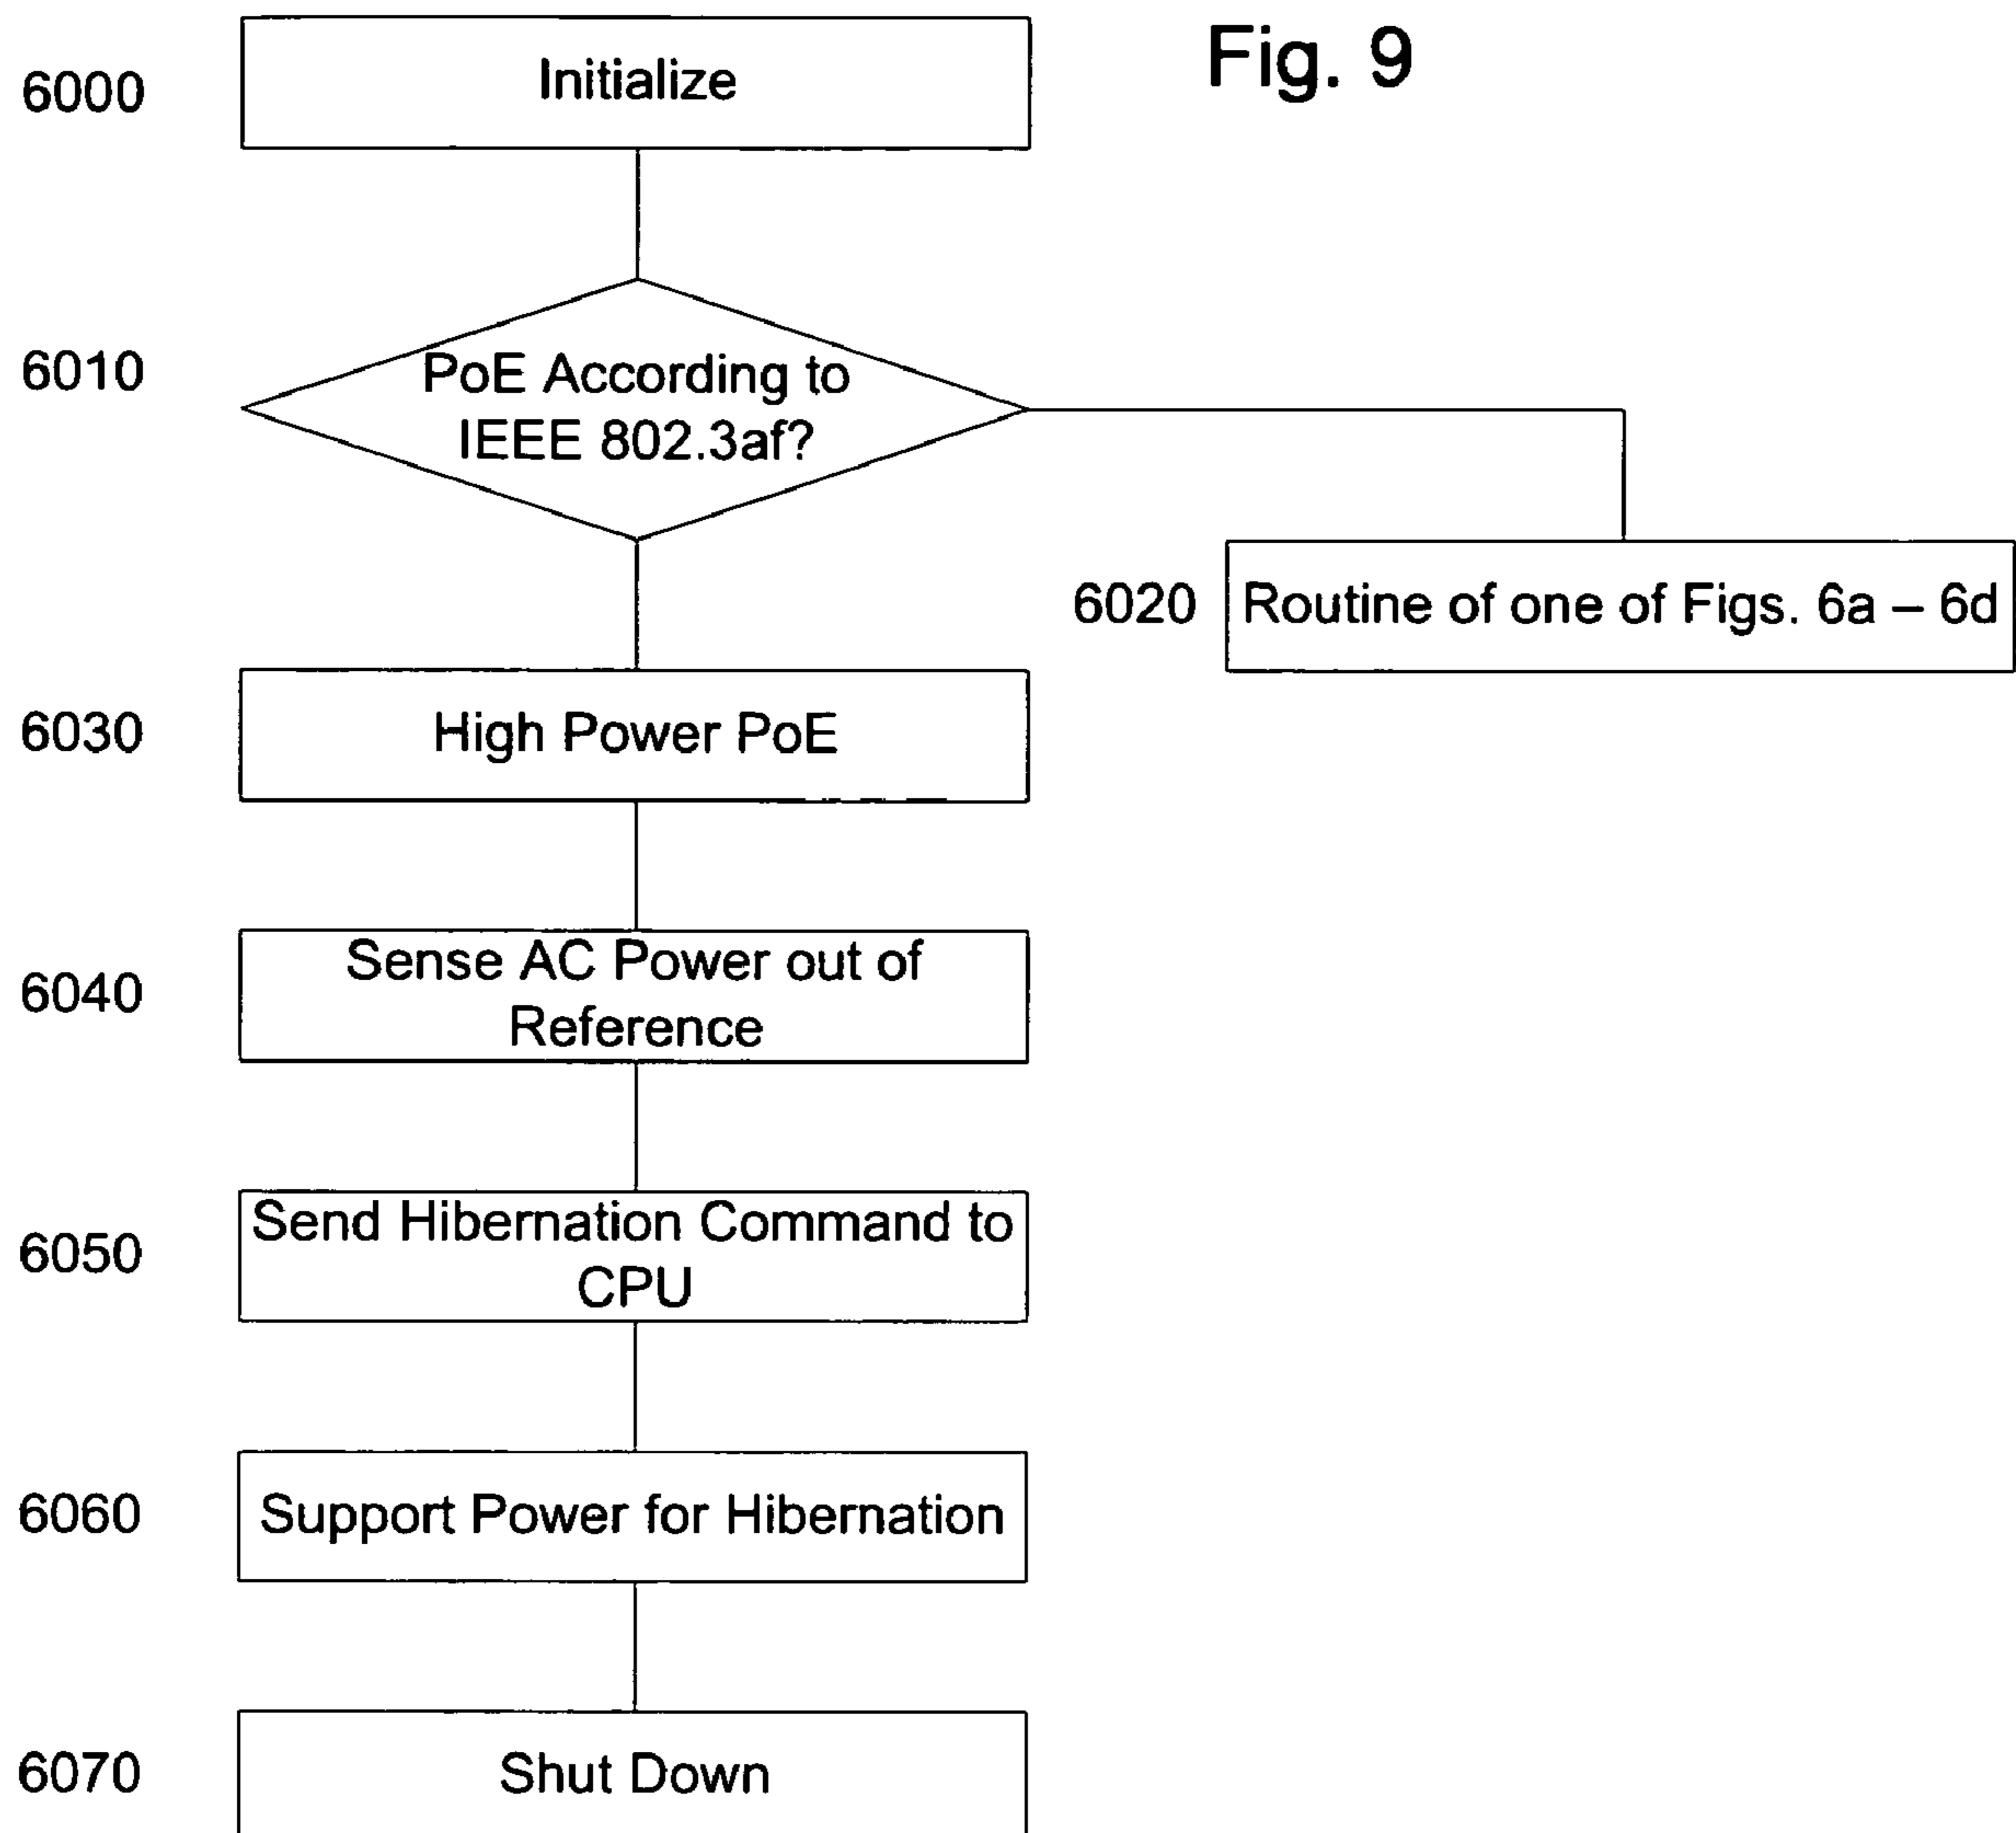 Fig. 9
6000
Initialize
6010
PoE According to
IEEE 802.3af?
6020
Routine of one of Figs. 6a – 6d
6030
High Power PoE
6040
Sense AC Power out of
Reference
6050
Send Hibernation Command to
CPU
6060
Support Power for Hibernation
6070
Shut Down